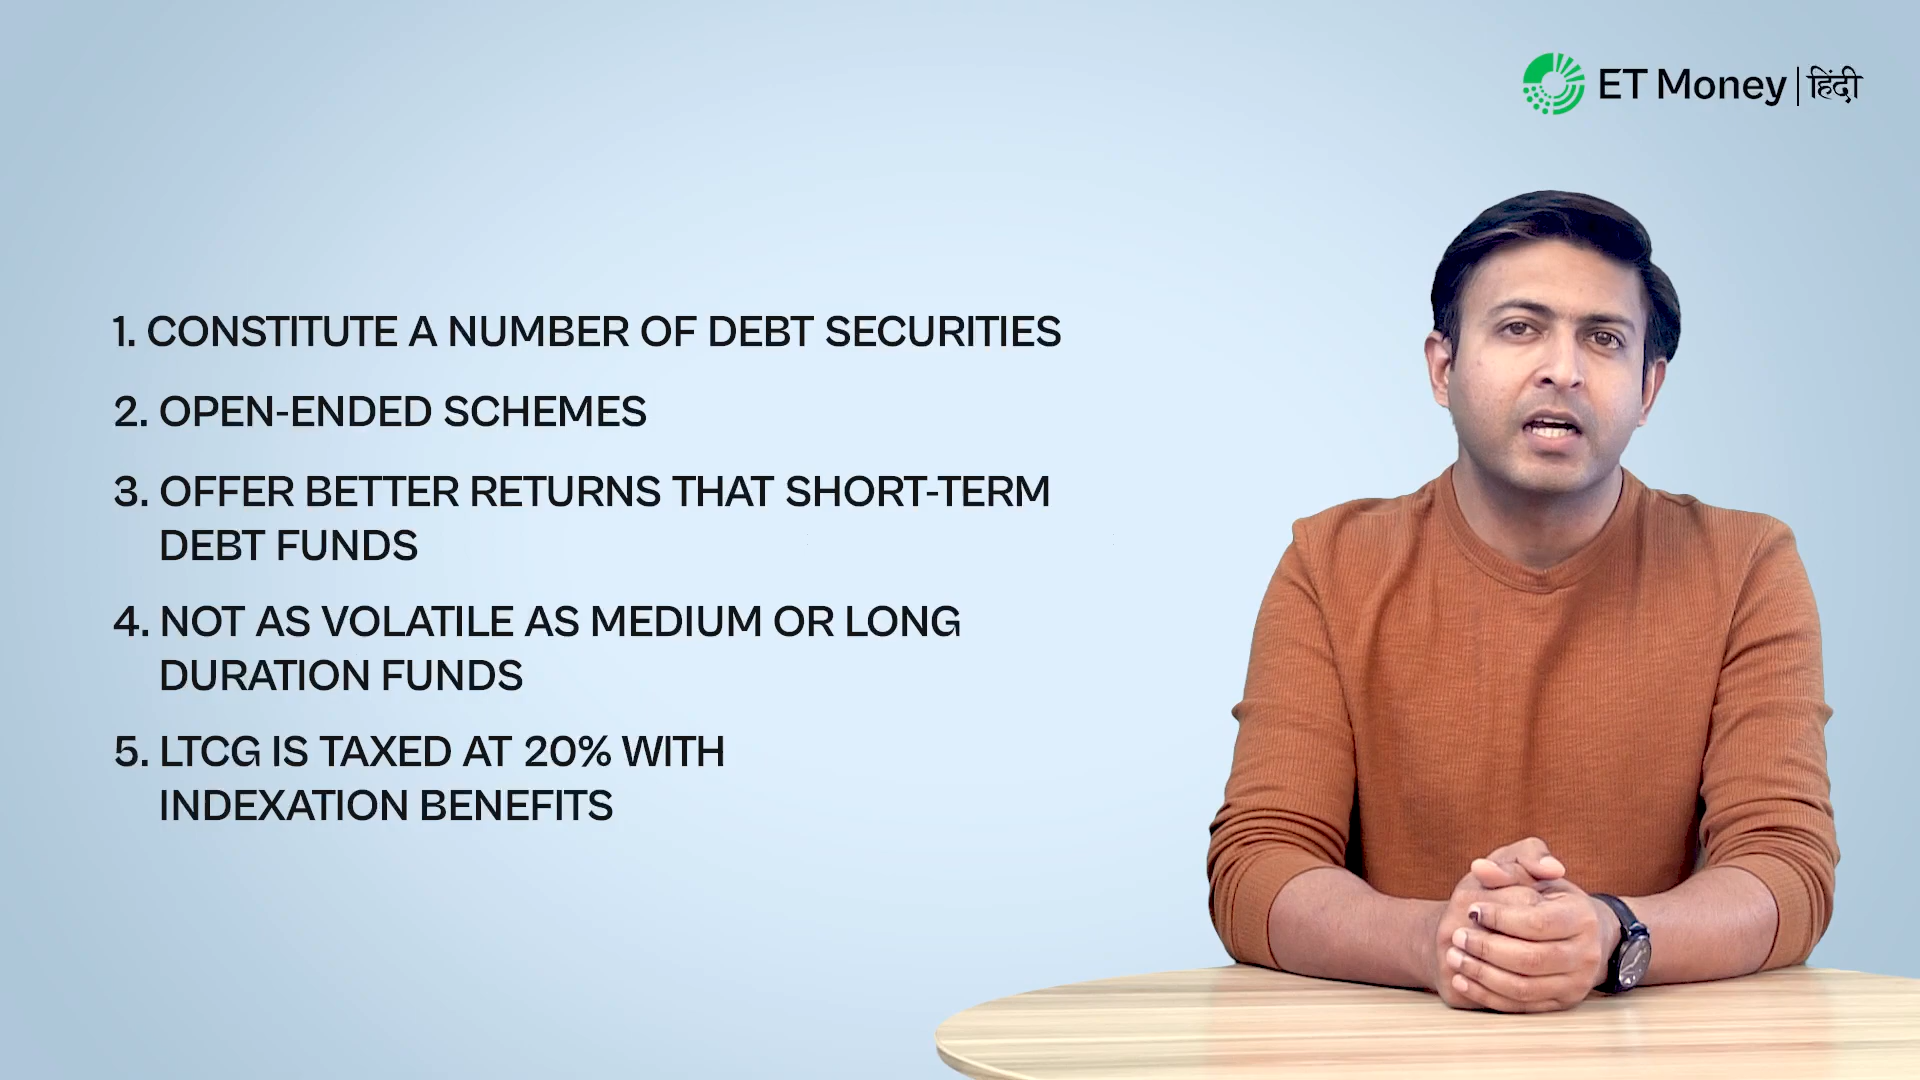 ET Money | हिंदी
1. CONSTITUTE A NUMBER OF DEBT SECURITIES
2. OPEN-ENDED SCHEMES
3. OFFER BETTER RETURNS THAT SHORT-TERM
DEBT FUNDS
4. NOT AS VOLATILE AS MEDIUM OR LONG
DURATION FUNDS
5. LTCG IS TAXED AT 20% WITH
INDEXATION BENEFITS